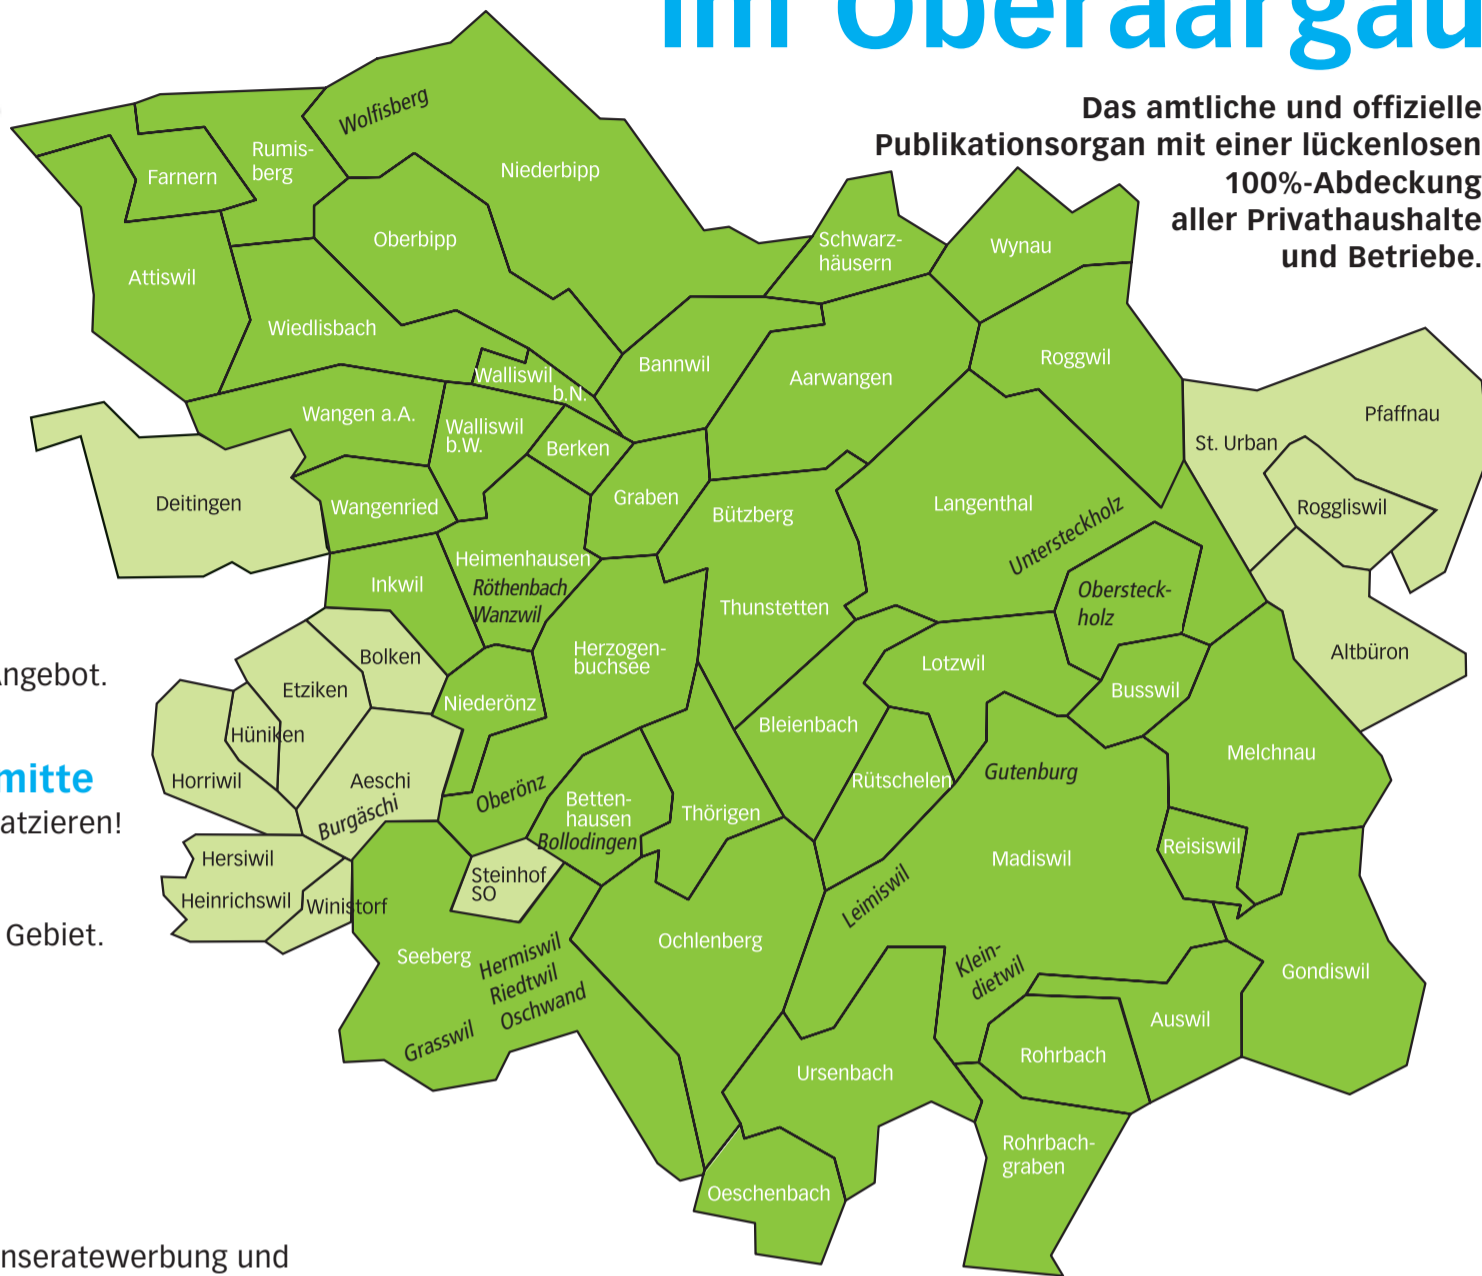 im Oberaargau
Das amtliche und offizielle
Publikationsorgan mit einer lückenlosen
100%-Abdeckung
aller Privathaushalte
und Betriebe.
Wolfisberg
Rumis-
berg
Farnern
Niederbipp
Oberbipp
Attiswil
Schwarz-
häusern
Wynau
Wiedlisbach
Bannwil
Aarwangen
Roggwil
Walliswil
b.N.
Wangen a.A.
Walliswil
b.W.
Berken
St. Urban
Pfaffnau
Deitingen
Wangenried
Graben
Bützberg
Langenthal
Roggliswil
Untersteckholz
Heimenhausen
Röthenbach
Wanzwil
Inkwil
Thunstetten
Obersteck-
holz
Bolken
Herzogen-
buchsee
Lotzwil
Altbüron
Angebot.
Etziken
Niederönz
Busswil
Hüniken
Bleienbach
Melchnau
mitte
Horriwil
Aeschi
Burgäschi
Oberönz
Betten-
hausen
Bollodingen
Thörigen
Rütschelen
Gutenburg
atzieren!
Hersiwil
Steinhof
SO
Madiswil
Reisiswil
Heinrichswil
Winistorf
Leimiswil
Gebiet.
Seeberg
Hermiswil
Riedtwil
Oschwand
Grasswil
Ochlenberg
Klein-
dietwil
Gondiswil
Auswil
Ursenbach
Rohrbach
Rohrbach-
graben
Oeschenbach
nseratewerbung und